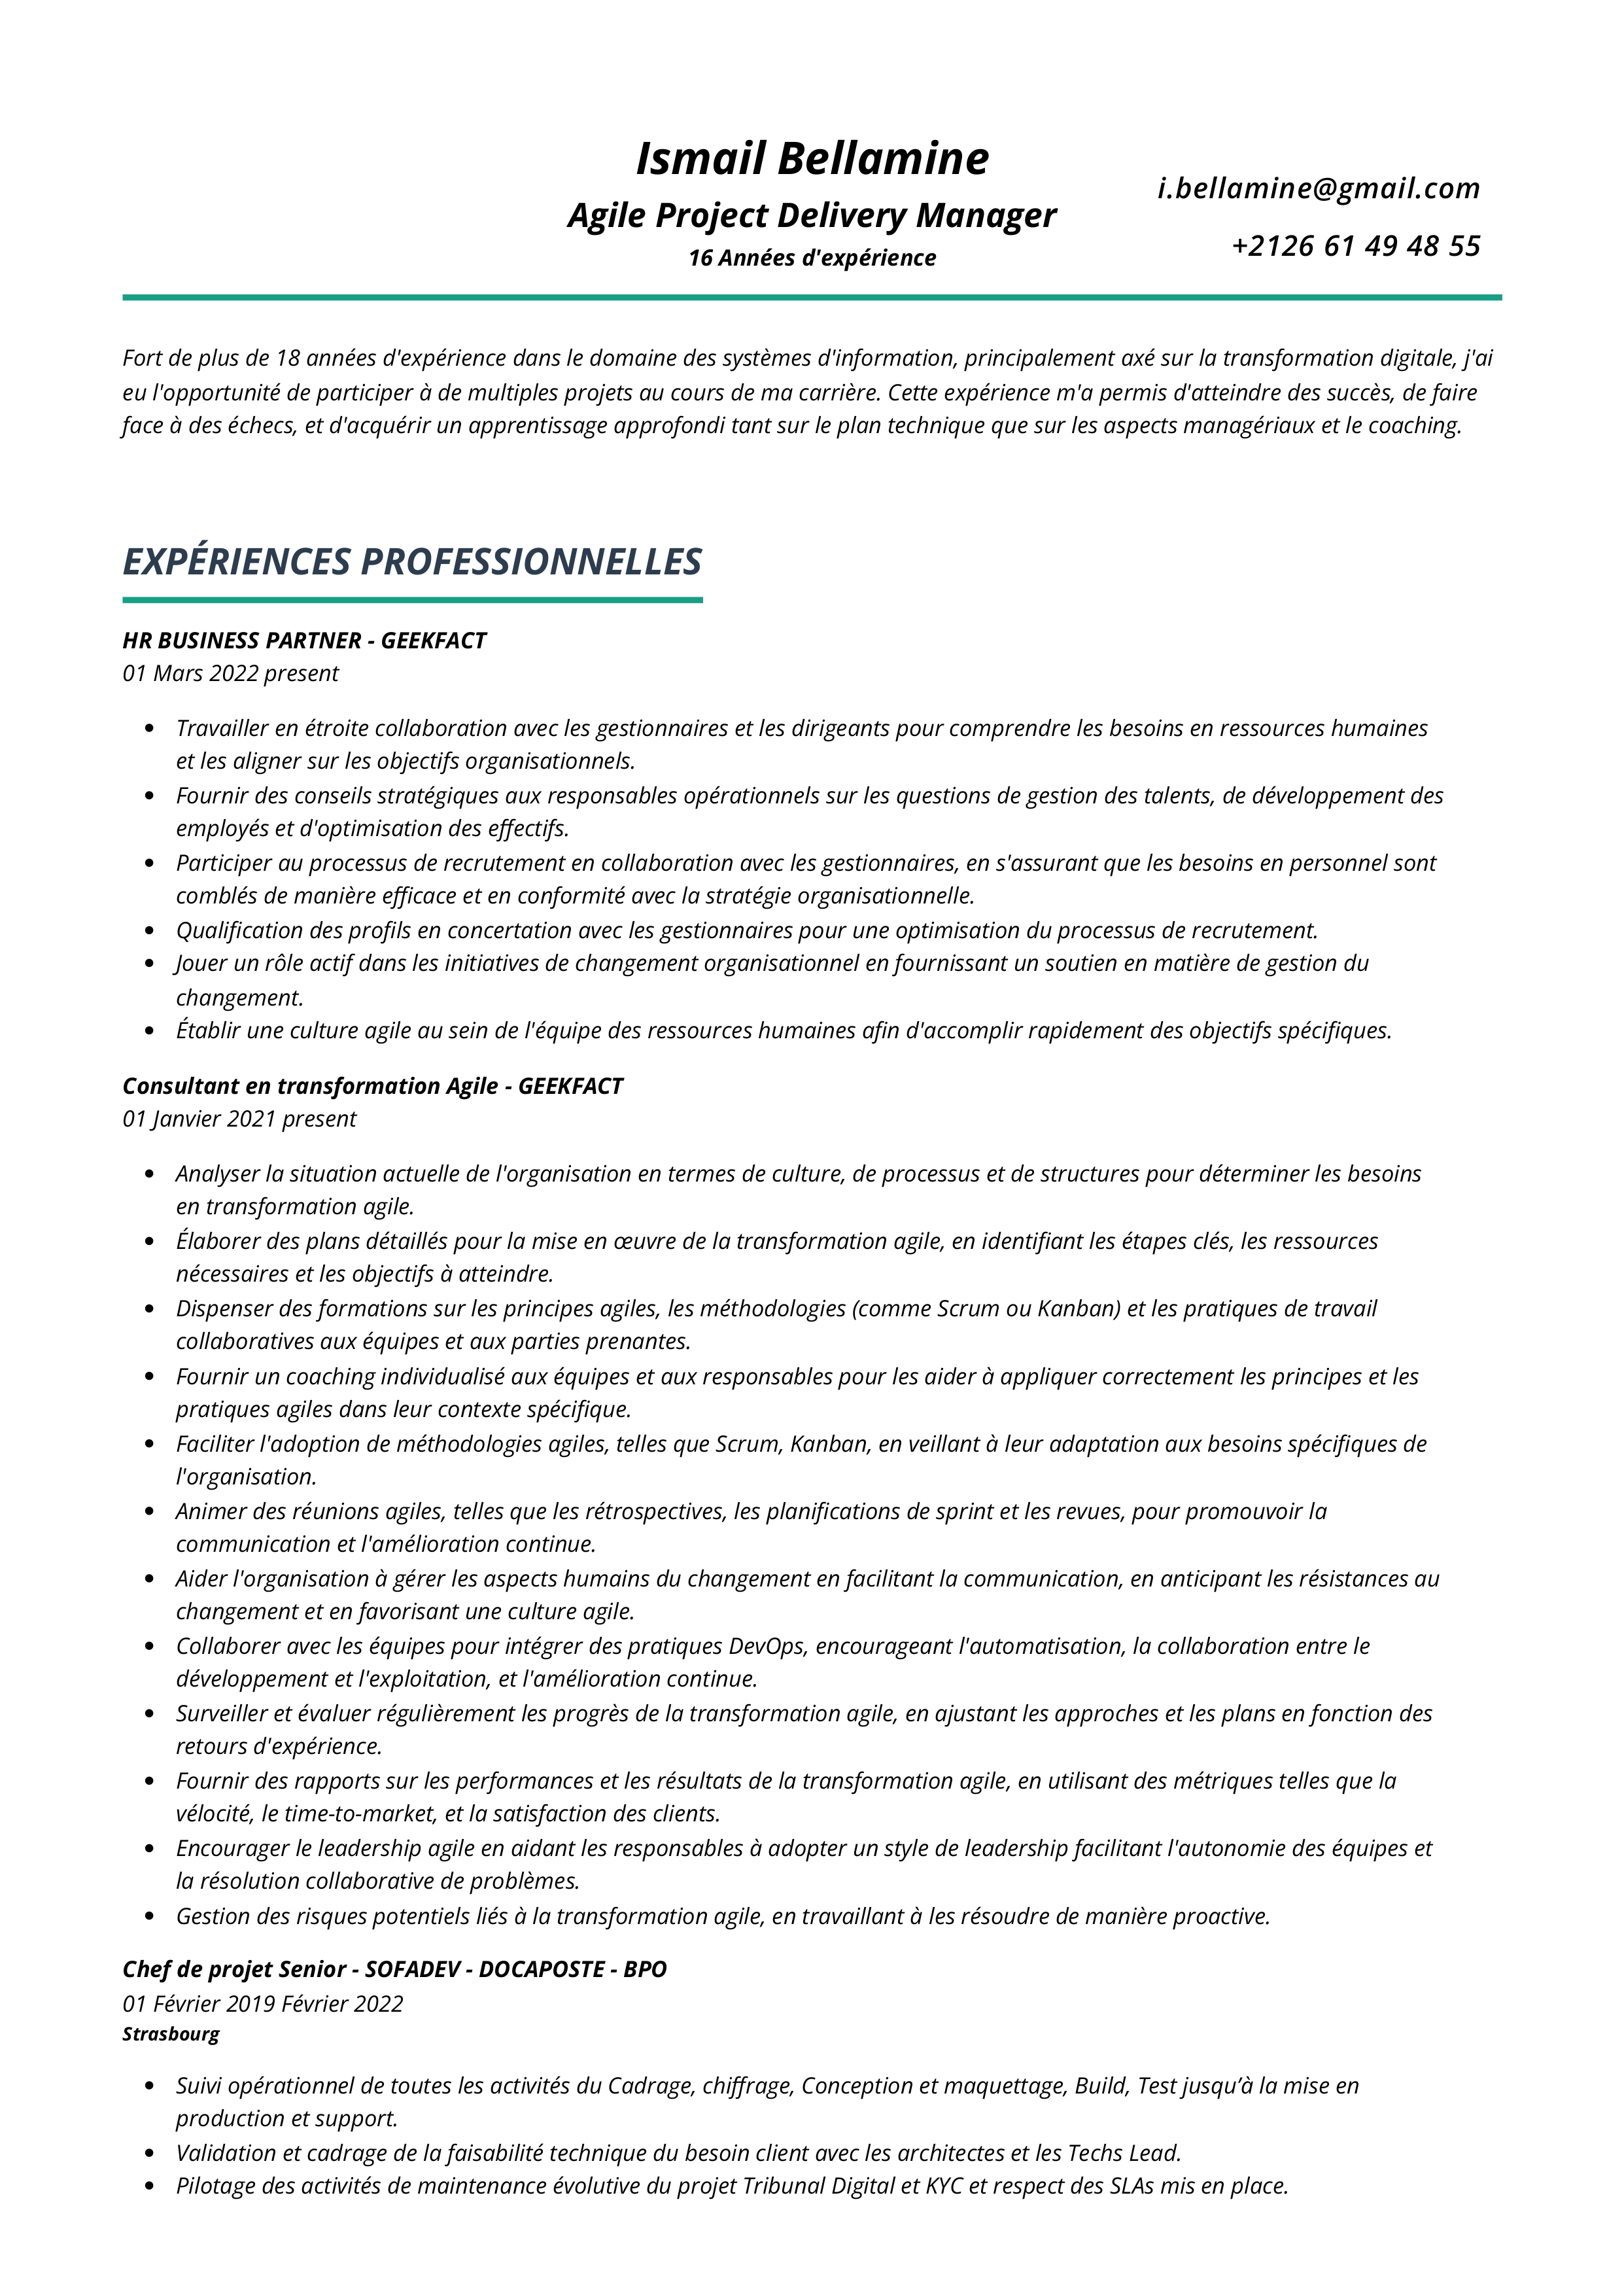 Ismail Bellamine
Agile Project Delivery Manager
16 Années d'expérience
i.bellamine@gmail.com
+2126 61 49 48 55
Fort de plus de 18 années d'expérience dans le domaine des systèmes d'information, principalement axé sur la transformation digitale, j'ai
eu l'opportunité de participer à de multiples projets au cours de ma carrière. Cette expérience m'a permis d'atteindre des succès, de faire
face à des échecs, et d'acquérir un apprentissage approfondi tant sur le plan technique que sur les aspects managériaux et le coaching.
EXPÉRIENCES PROFESSIONNELLES
HR BUSINESS PARTNER - GEEKFACT
01 Mars 2022 present
• Travailler en étroite collaboration avec les gestionnaires et les dirigeants pour comprendre les besoins en ressources humaines
et les aligner sur les objectifs organisationnels.
• Fournir des conseils stratégiques aux responsables opérationnels sur les questions de gestion des talents, de développement des
employés et d'optimisation des effectifs.
• Participer au processus de recrutement en collaboration avec les gestionnaires, en s'assurant que les besoins en personnel sont
comblés de manière efficace et en conformité avec la stratégie organisationnelle.
• Qualification des profils en concertation avec les gestionnaires pour une optimisation du processus de recrutement.
• Jouer un rôle actif dans les initiatives de changement organisationnel en fournissant un soutien en matière de gestion du
changement.
• Établir une culture agile au sein de l'équipe des ressources humaines afin d'accomplir rapidement des objectifs spécifiques.
Consultant en transformation Agile - GEEKFACT
01 Janvier 2021 present
• Analyser la situation actuelle de l'organisation en termes de culture, de processus et de structures pour déterminer les besoins
en transformation agile.
• Élaborer des plans détaillés pour la mise en œuvre de la transformation agile, en identifiant les étapes clés, les ressources
nécessaires et les objectifs à atteindre.
• Dispenser des formations sur les principes agiles, les méthodologies (comme Scrum ou Kanban) et les pratiques de travail
collaboratives aux équipes et aux parties prenantes.
• Fournir un coaching individualisé aux équipes et aux responsables pour les aider à appliquer correctement les principes et les
pratiques agiles dans leur contexte spécifique.
• Faciliter l'adoption de méthodologies agiles, telles que Scrum, Kanban, en veillant à leur adaptation aux besoins spécifiques de
l'organisation.
• Animer des réunions agiles, telles que les rétrospectives, les planifications de sprint et les revues, pour promouvoir la
communication et l'amélioration continue.
• Aider l'organisation à gérer les aspects humains du changement en facilitant la communication, en anticipant les résistances au
changement et en favorisant une culture agile.
• Collaborer avec les équipes pour intégrer des pratiques DevOps, encourageant l'automatisation, la collaboration entre le
développement et l'exploitation, et l'amélioration continue.
• Surveiller et évaluer régulièrement les progrès de la transformation agile, en ajustant les approches et les plans en fonction des
retours d'expérience.
• Fournir des rapports sur les performances et les résultats de la transformation agile, en utilisant des métriques telles que la
vélocité, le time-to-market, et la satisfaction des clients.
• Encourager le leadership agile en aidant les responsables à adopter un style de leadership facilitant l'autonomie des équipes et
la résolution collaborative de problèmes.
• Gestion des risques potentiels liés à la transformation agile, en travaillant à les résoudre de manière proactive.
Chef de projet Senior - SOFADEV - DOCAPOSTE - BPO
01 Février 2019 Février 2022
Strasbourg
• Suivi opérationnel de toutes les activités du Cadrage, chiffrage, Conception et maquettage, Build, Test jusqu’à la mise en
production et support.
• Validation et cadrage de la faisabilité technique du besoin client avec les architectes et les Techs Lead.
• Pilotage des activités de maintenance évolutive du projet Tribunal Digital et KYC et respect des SLAs mis en place.